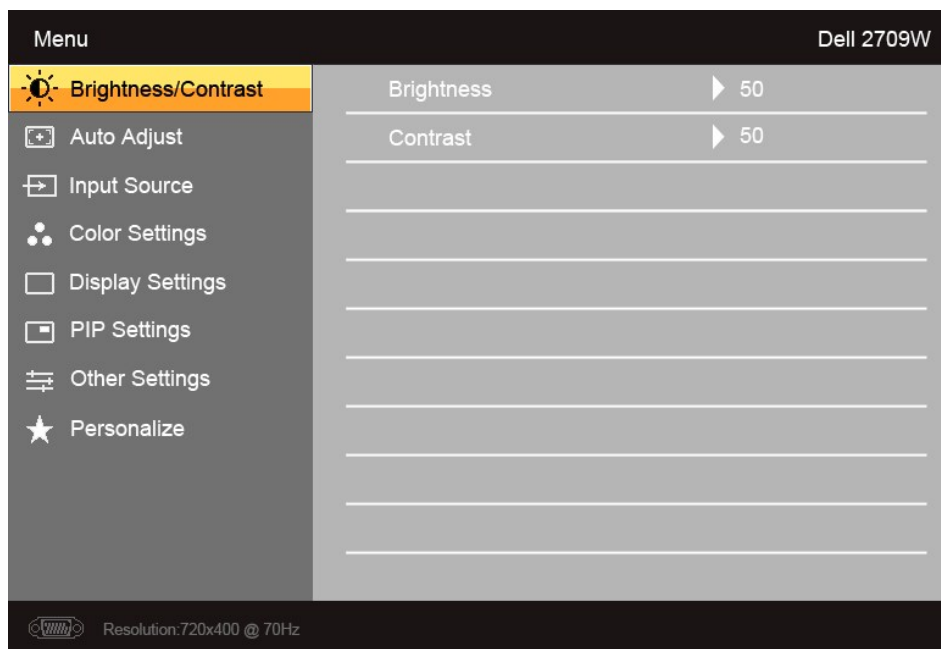 Menu Dell 2709W
Brightness/Contrast Brightness 50
Auto Adjust Contrast 50
Input Source
Color Settings
Display Settings
PIP Settings
Other Settings
Personalize
Resolution:720x400 @ 70Hz